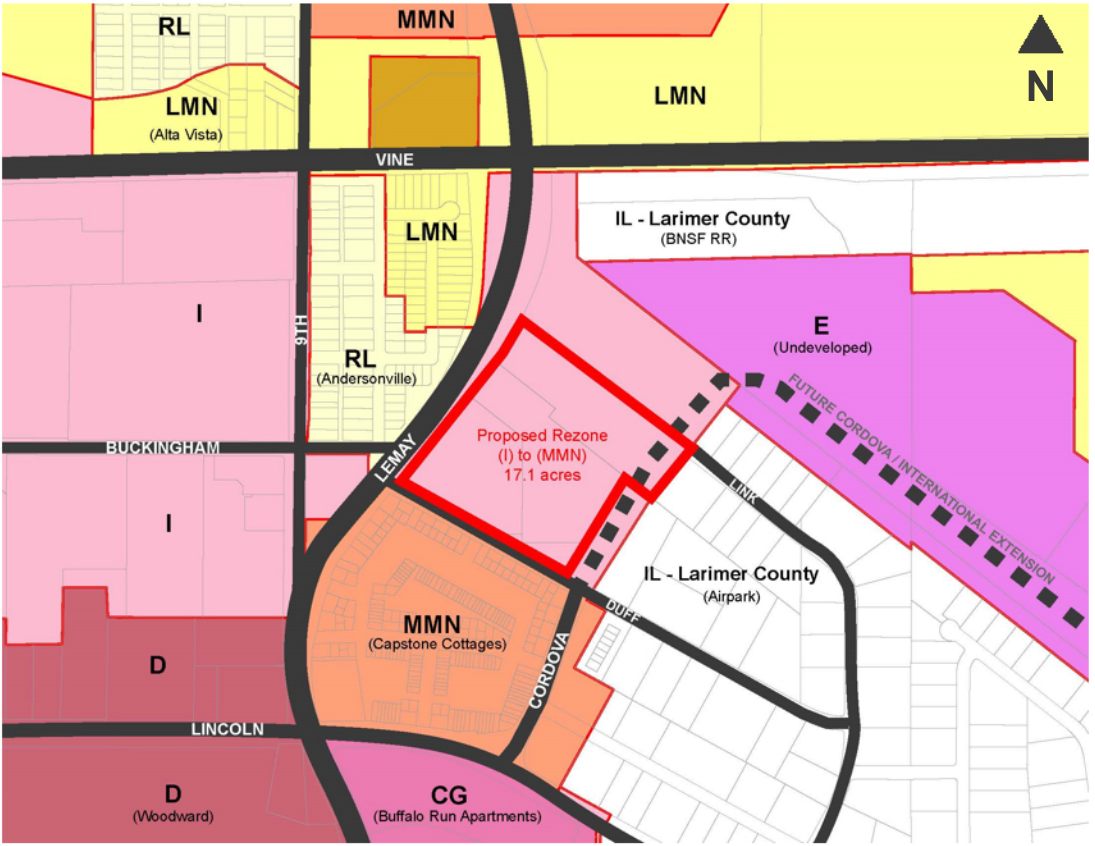 RL
MMN
N
LMN
(Alta Vista)
LMN
VINE
LMN
IL - Larimer County
(BNSF RR)
I
9TH
E
(Undeveloped)
RL
(Andersonville)
FUTURE CORDOVA / INTERNATIONAL EXTENSION
BUCKINGHAM
LEMAY
Proposed Rezone
(I) to (MMN)
17.1 acres
LINK
I
IL - Larimer County
(Airpark)
DUFF
MMN
(Capstone Cottages)
CORDOVA
D
LINCOLN
D
(Woodward)
CG
(Buffalo Run Apartments)